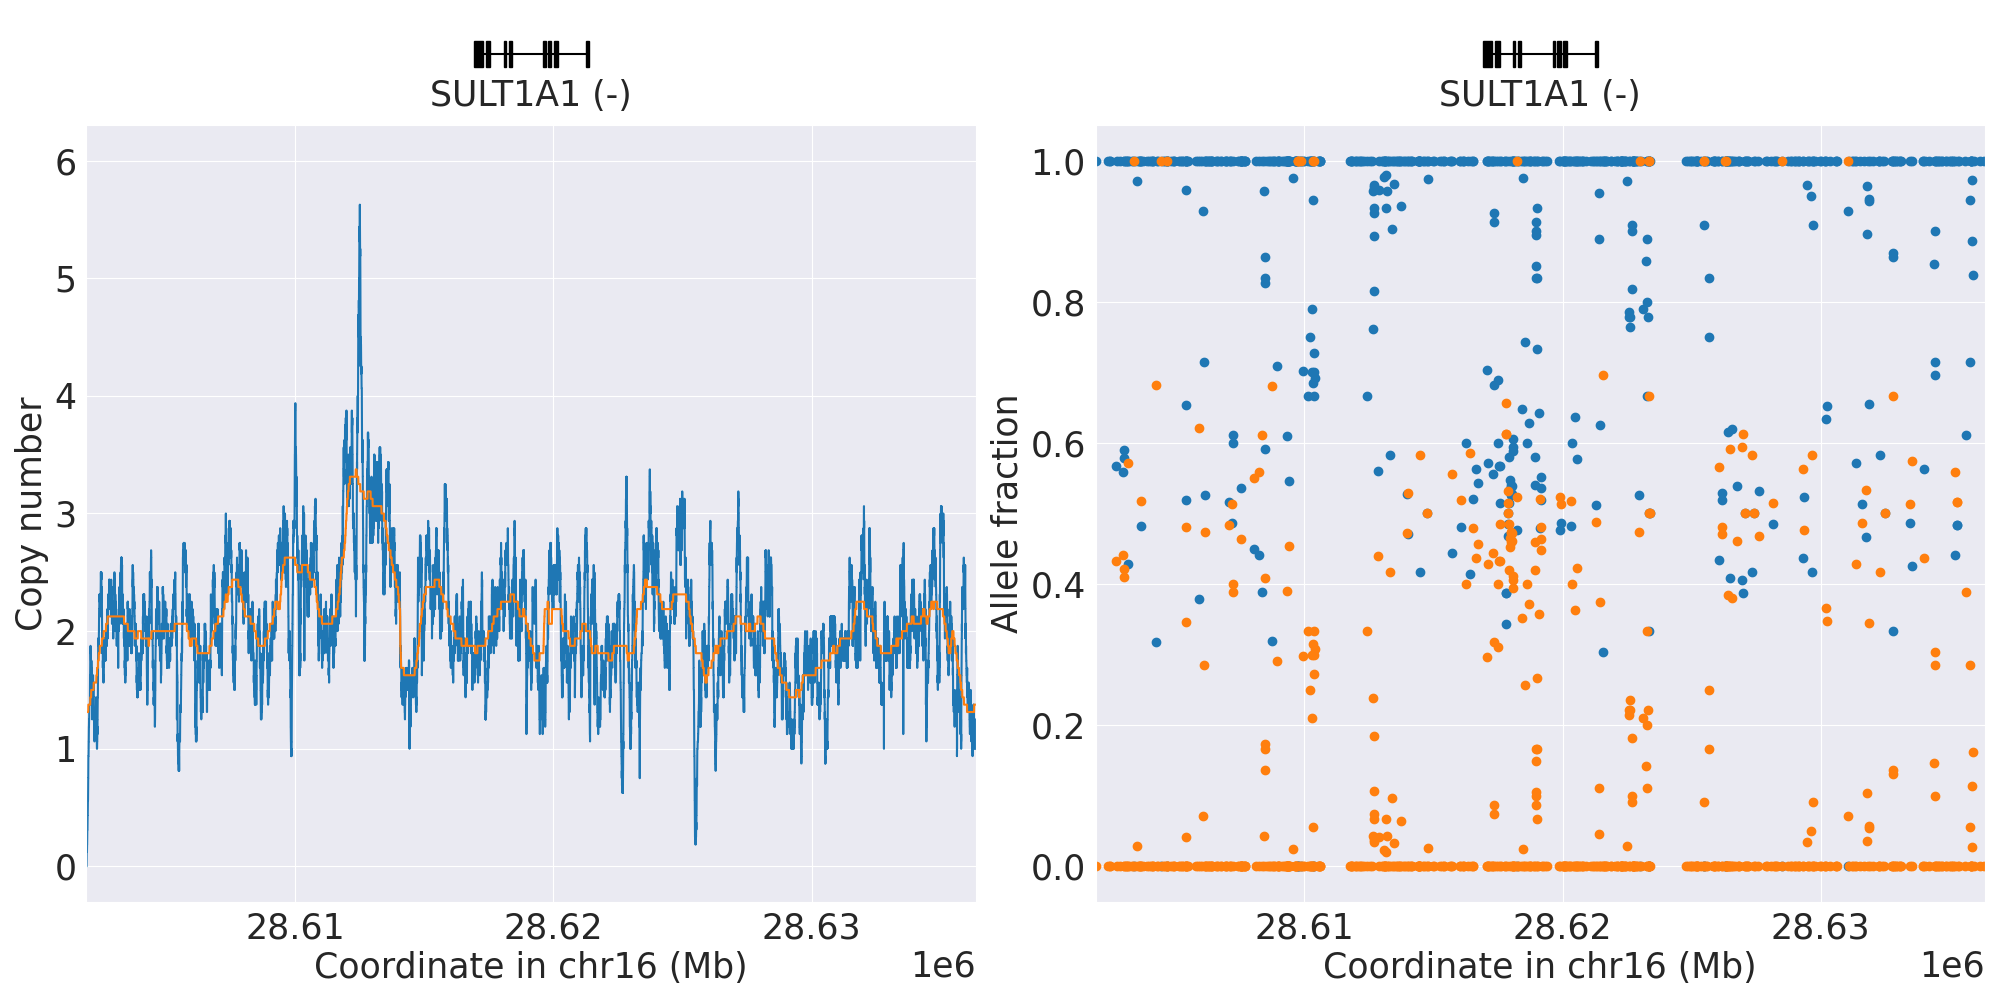 SULT1A1 (-)
6
5
4
3
2
1
0
Copy number
28.61
28.62
28.63
Coordinate in chr16 (Mb)
1e6
SULT1A1 (-)
1.0
0.8
0.6
0.4
0.2
0.0
Allele fraction
28.61
28.62
28.63
Coordinate in chr16 (Mb)
1e6